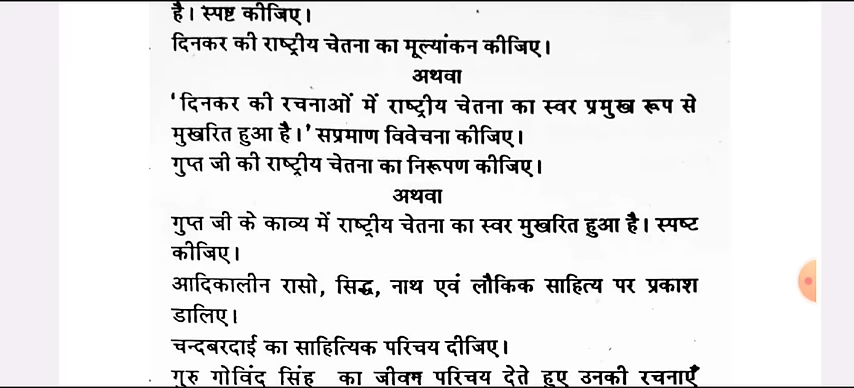 है। स्पष्ट कीजिए।
दिनकर की राष्ट्रीय चेतना का मूल्यांकन कीजिए।
अथवा
'दिनकर की रचनाओं में राष्ट्रीय चेतना का स्वर प्रमुख रूप से
मुखरित हुआ है।' सप्रमाण विवेचना कीजिए।
गुप्त जी की राष्ट्रीय चेतना का निरूपण कीजिए।
अथवा
गुप्त जी के काव्य में राष्ट्रीय चेतना का स्वर मुखरित हुआ है। स्पष्ट
कीजिए।
आदिकालीन रासो, सिद्ध, नाथ एवं लौकिक साहित्य पर प्रकाश
डालिए।
चन्दबरदाई का साहित्यिक परिचय दीजिए।
गुरु गोविंद सिंह का जीवन परिचय देते हुए उनकी रचनाएँ